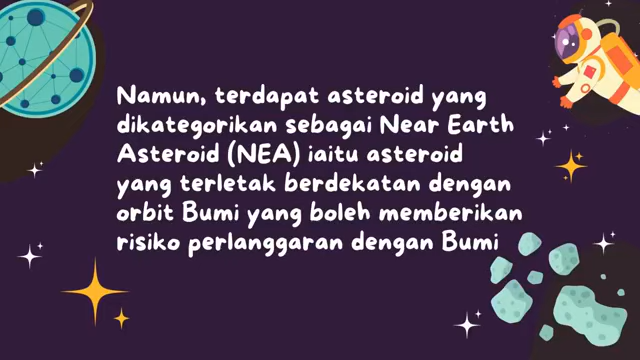 Namun, terdapat asteroid yang
dikategorikan sebagai Near Earth
Asteroid (NEA) iaitu asteroid
yang terletak berdekatan dengan
orbit Bumi yang boleh memberikan
risiko perlanggaran dengan Bumi